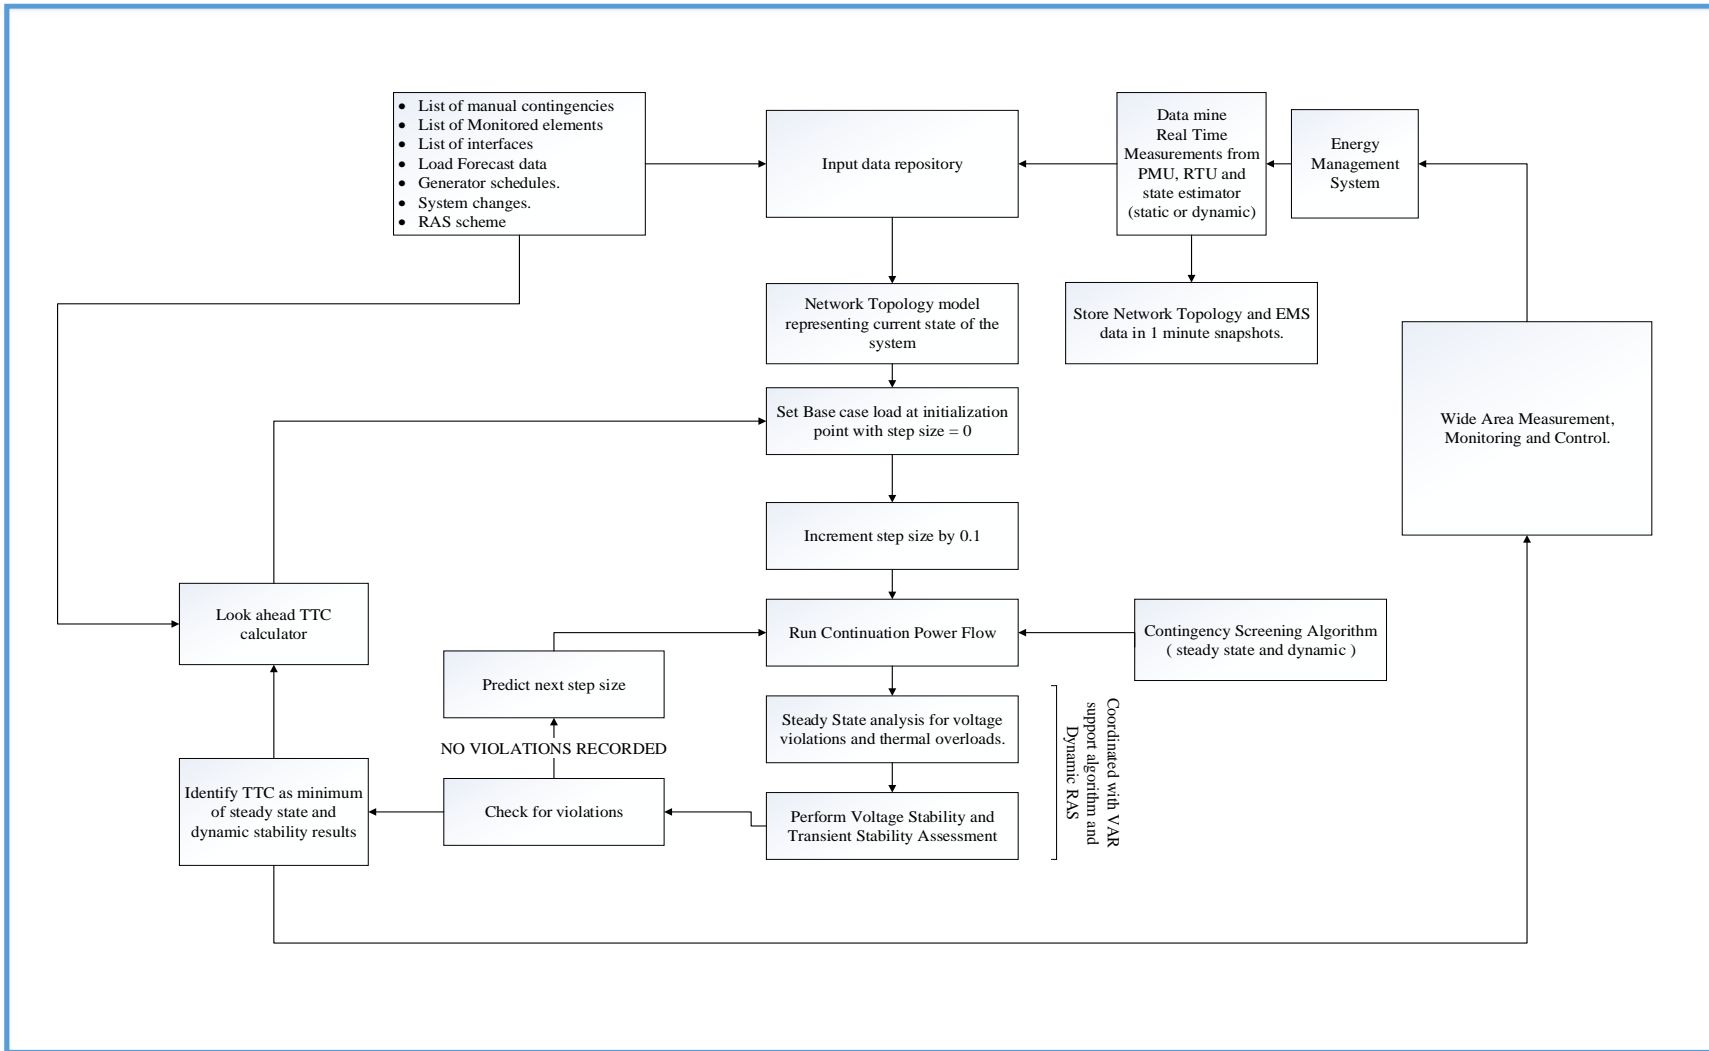 • List of manual contingencies
• List of Monitored elements
• List of interfaces
• Load Forecast data
• Generator schedules.
• System changes.
• RAS scheme
Input data repository
Data mine
Real Time
Measurements from
PMU, RTU and
state estimator
(static or dynamic)
Energy
Management
System
Network Topology model
representing current state of the
system
Store Network Topology and EMS
data in 1 minute snapshots.
Wide Area Measurement,
Monitoring and Control.
Set Base case load at initialization
point with step size = 0
Increment step size by 0.1
Look ahead TTC
calculator
Run Continuation Power Flow
Contingency Screening Algorithm
( steady state and dynamic )
Predict next step size
Steady State analysis for voltage
violations and thermal overloads.
Coordinated with VAR
support algorithm and
Dynamic RAS
NO VIOLATIONS RECORDED
Identify TTC as minimum
of steady state and
dynamic stability results
Check for violations
Perform Voltage Stability and
Transient Stability Assessment